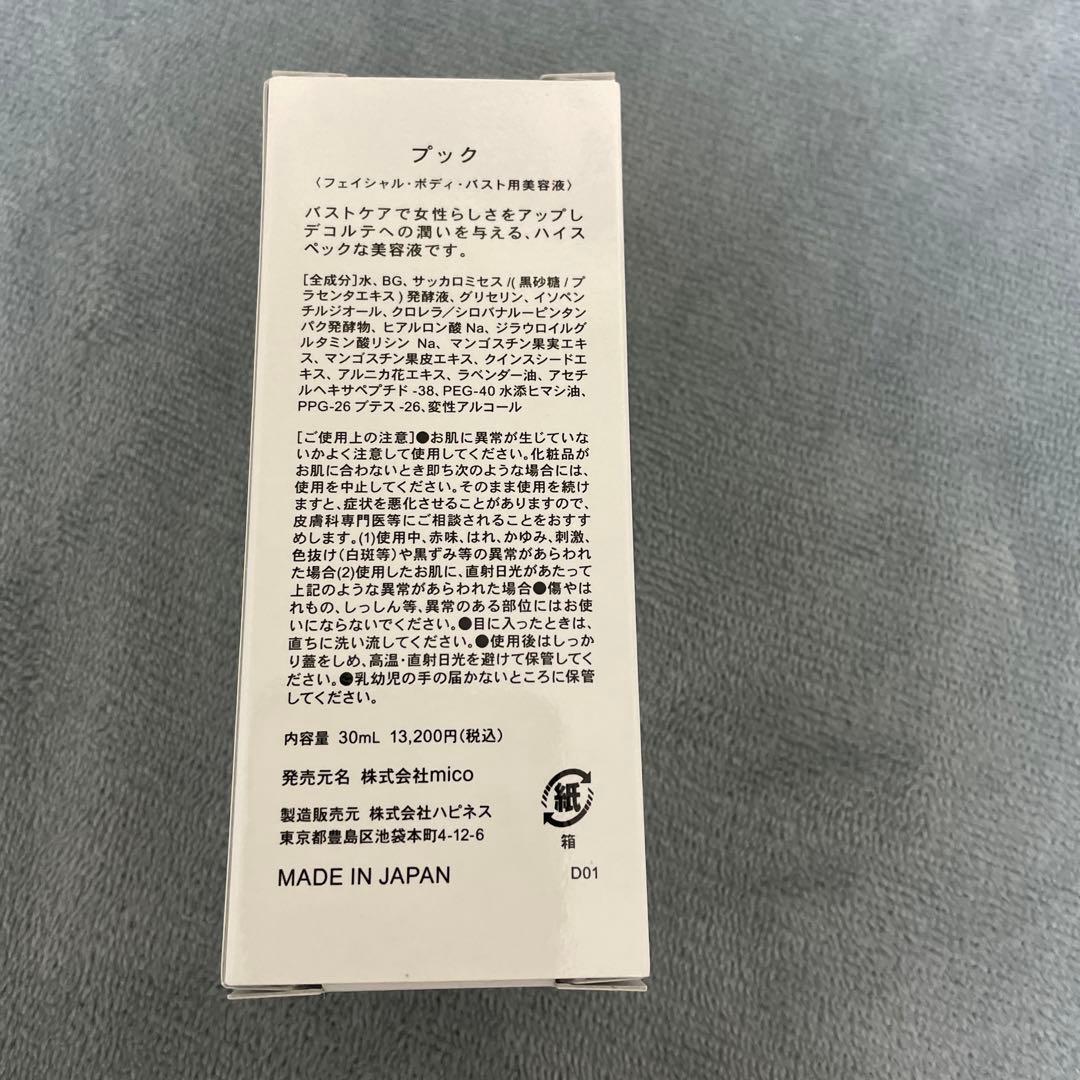 プック
〈フェイシャル・ボディ・バスト用美容液〉
バストケアで女性らしさをアップし
デコルテへの潤いを与える、ハイス
ペックな美容液です。
[全成分]水、BG、サッカロミセス/(黒砂糖/プ
ラセンタエキス)発酵液、グリセリン、イソペン
チルジオール、クロレラ/シロバナルーピンタン
パク発酵物、ヒアルロン酸Na、ジラウロイルグ
ルタミン酸リシン Na、マンゴスチン果実エキ
ス、マンゴスチン果皮エキス、クインスシードエ
キス、アルニカ花エキス、ラベンダー油、アセチ
ルヘキサペプチド-38、PEG-40水添ヒマシ油、
PPG-26ブテス-26、変性アルコール
[ご使用上の注意]●お肌に異常が生じていな
いかよく注意して使用してください。化粧品が
お肌に合わないとき即ち次のような場合には、
使用を中止してください。そのまま使用を続け
ますと、症状を悪化させることがありますので、
皮膚科専門医等にご相談されることをおすす
めします。(1)使用中、赤味、はれ、かゆみ、刺激、
色抜け(白斑等)や黒ずみ等の異常があらわれ
た場合(2)使用したお肌に、直射日光があたって
上記のような異常があらわれた場合●傷やは
れもの、しっしん等、異常のある部位にはお使
いにならないでください。●目に入ったときは、
直ちに洗い流してください。●使用後はしっか
り蓋をしめ、高温・直射日光を避けて保管してく
ださい。●乳幼児の手の届かないところに保管
してください。
内容量 30mL 13,200円(税込)
発売元名 株式会社mico
製造販売元 株式会社ハピネス
東京都豊島区池袋本町4-12-6
紙
箱
MADE IN JAPAN
D01